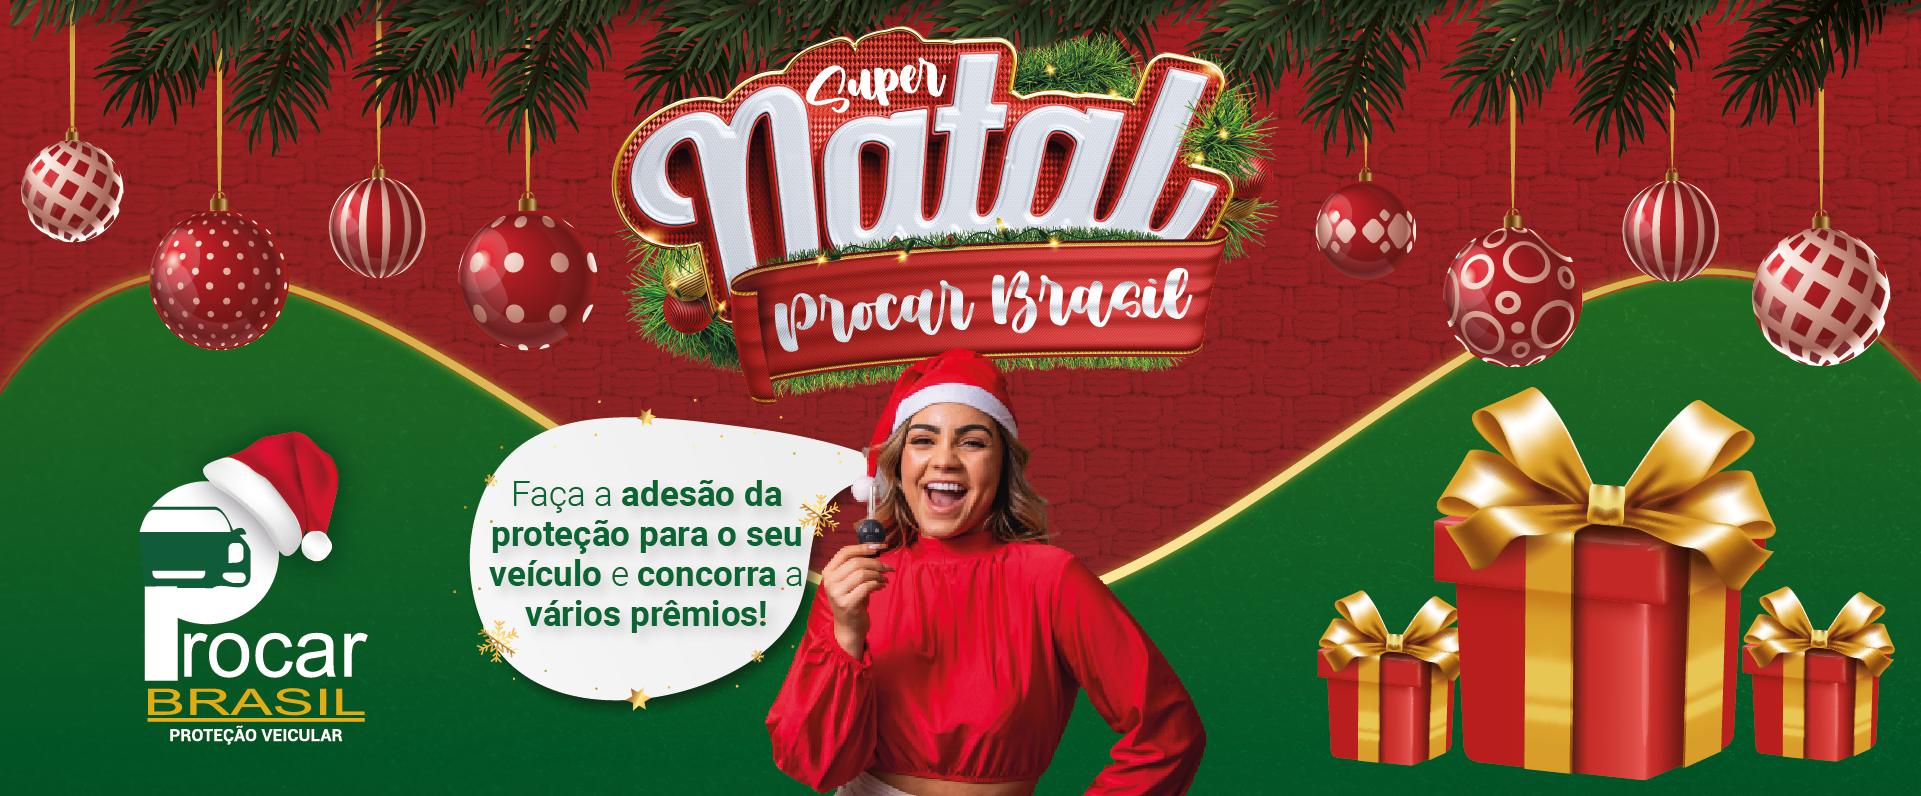 Super
Natal
Procar Brasil
Faça a adesão da
proteção para o seu
veículo e concorra a
vários prêmios!
Procar
BRASIL
PROTEÇÃO VEICULAR